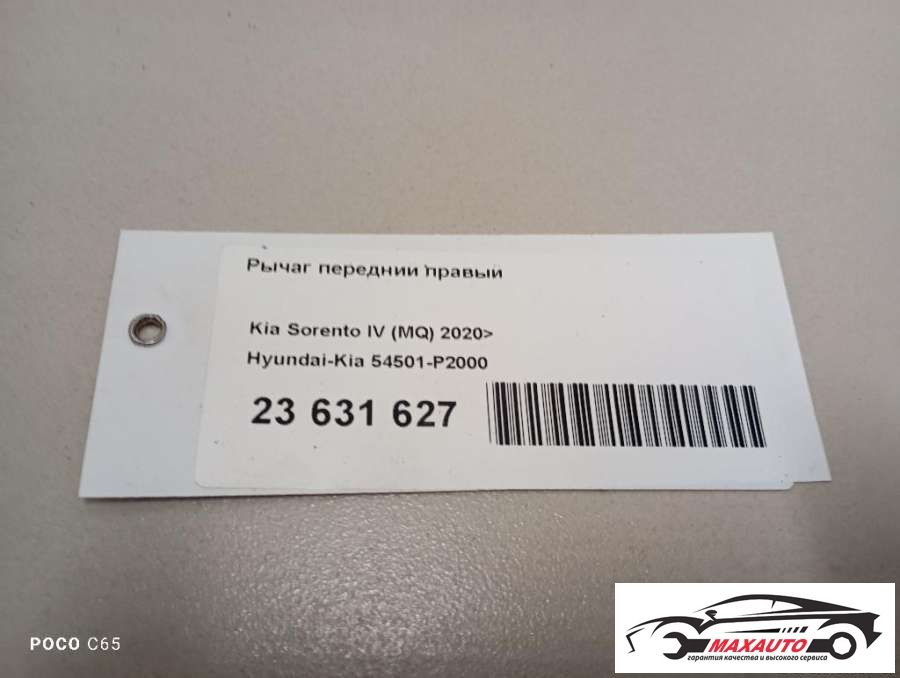 Рычаг передний правый
Kia Sorento IV (MQ) 2020>
Hyundai-Kia 54501-P2000
23 631 627
POCO C65
MAXAUTO
гарантия качества и высокого сервиса